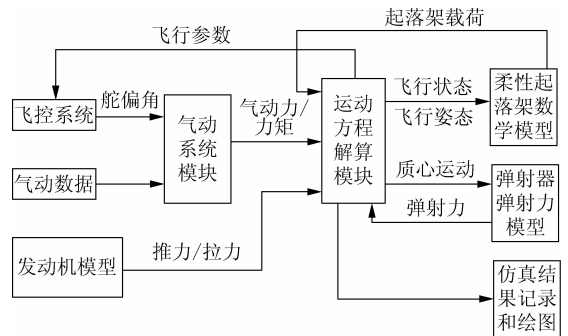 起落架载荷
飞行参数
飞控系统
舵偏角
气动数据
气动
系统
模块
气动力/
力矩
运动
方程
解算
模块
飞行状态
飞行姿态
柔性起
落架数
学模型
质心运动
弹射力
弹射器
弹射力
模型
发动机模型
推力/拉力
仿真结
果记录
和绘图